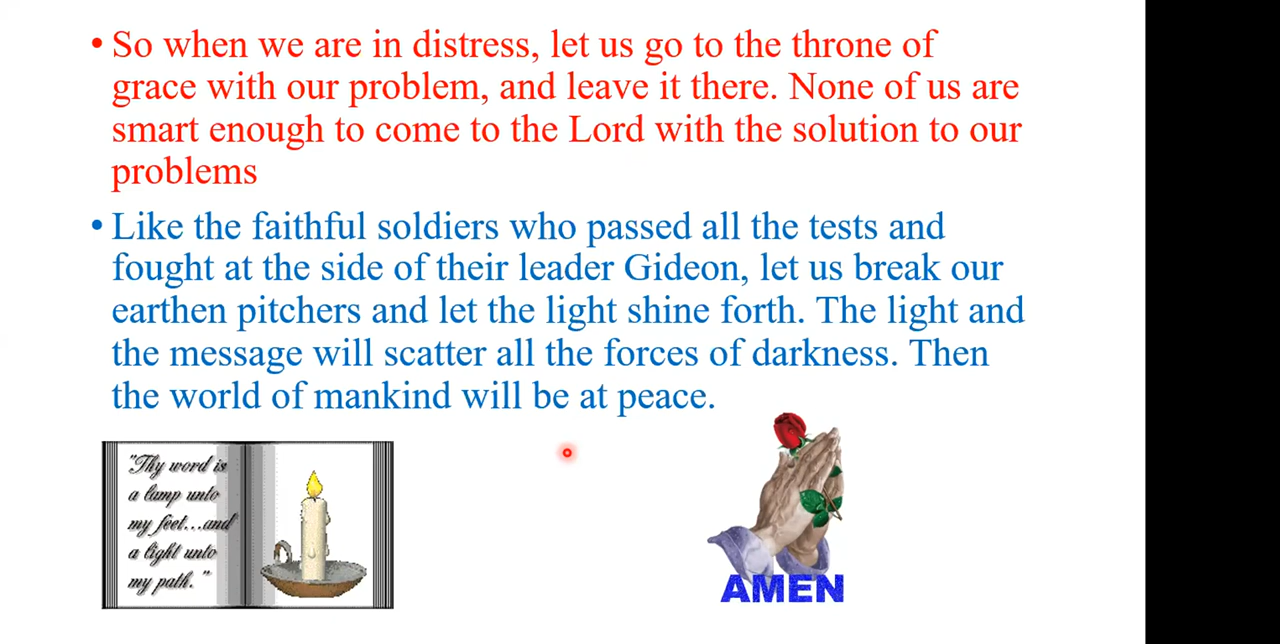 • So when we are in distress, let us go to the throne of
grace with our problem, and leave it there. None of us are
smart enough to come to the Lord with the solution to our
problems
• Like the faithful soldiers who passed all the tests and
fought at the side of their leader Gideon, let us break our
earthen pitchers and let the light shine forth. The light and
the message will scatter all the forces of darkness. Then
the world of mankind will be at peace.
"Thy word is
a lamp unto
my feet...and
a light unto
my path."
AMEN